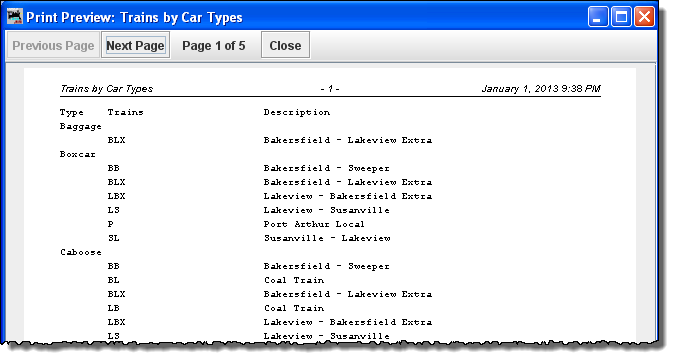 Print Preview: Trains by Car Types
Previous Page Next Page Page 1 of 5 Close
Trains by Car Types - 1 - January 1, 2013 9:38 PM
Type Trains Description
Baggage
BLX Bakersfield - Lakeview Extra
Boxcar
BB Bakersfield - Sweeper
BLX Bakersfield - Lakeview Extra
LBX Lakeview - Bakersfield Extra
LS Lakeview - Susanville
P Port Arthur Local
SL Susanville - Lakeview
Caboose
BB Bakersfield - Sweeper
BL Coal Train
BLX Bakersfield - Lakeview Extra
LB Coal Train
LBX Lakeview - Bakersfield Extra
LS Lakeview - Susanville